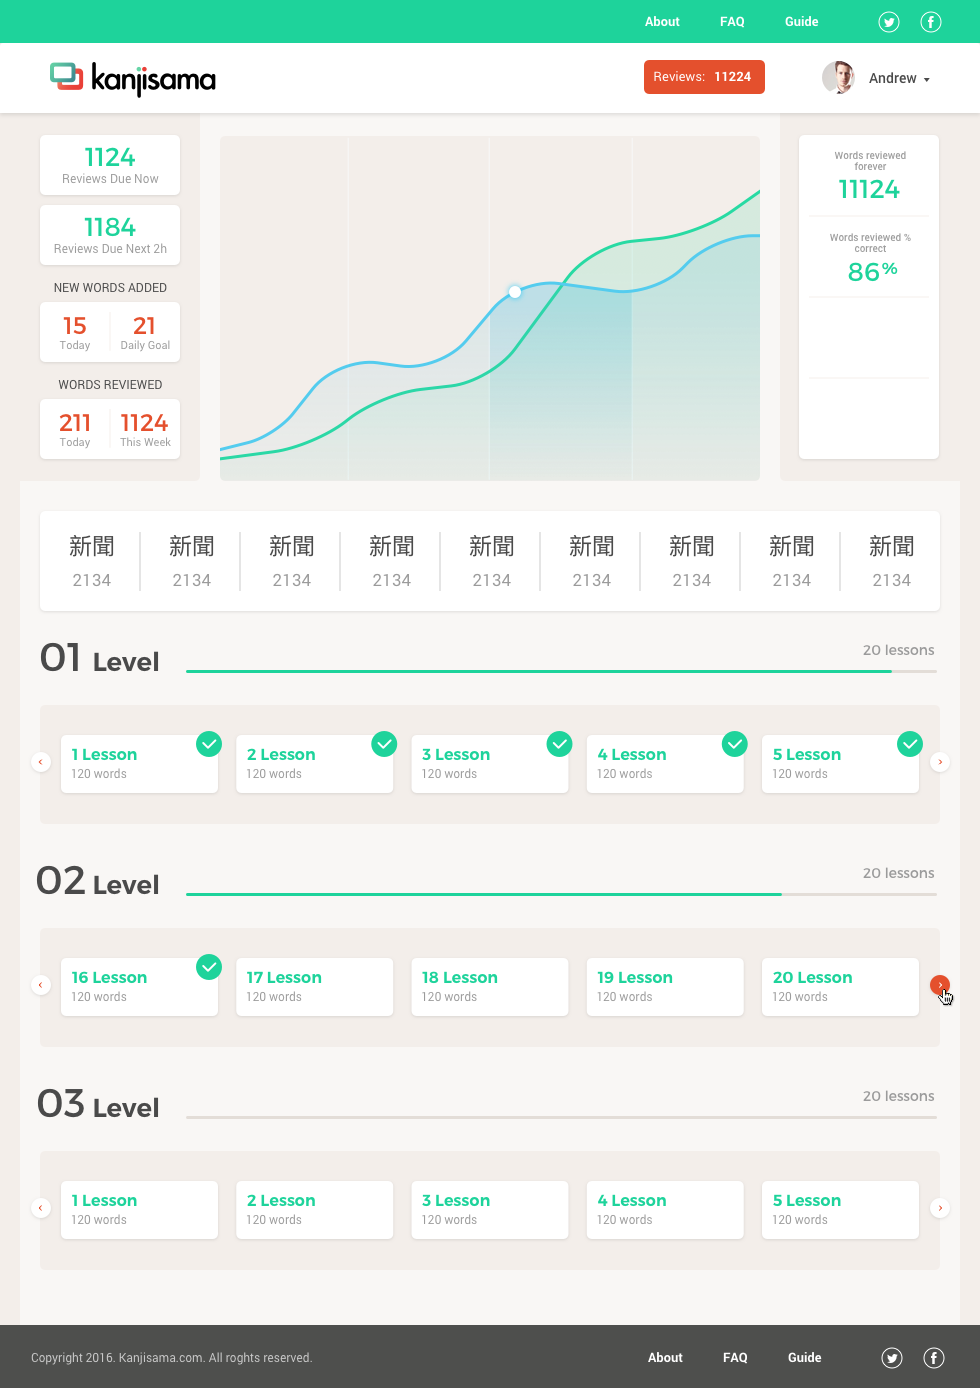 About FAQ Guide
kanjisama
Reviews: 11224
Andrew
1124
Reviews Due Now
1184
Reviews Due Next 2h
NEW WORDS ADDED
15 21
Today Daily Goal
WORDS REVIEWED
211 1124
Today This Week
Words reviewed
forever
11124
Words reviewed %
correct
86%
新聞 新聞 新聞 新聞 新聞 新聞 新聞 新聞 新聞
2134 2134 2134 2134 2134 2134 2134 2134 2134
01 Level
20 lessons
1 Lesson 2 Lesson 3 Lesson 4 Lesson 5 Lesson
120 words 120 words 120 words 120 words 120 words
02 Level
20 lessons
16 Lesson 17 Lesson 18 Lesson 19 Lesson 20 Lesson
120 words 120 words 120 words 120 words 120 words
03 Level
20 lessons
1 Lesson 2 Lesson 3 Lesson 4 Lesson 5 Lesson
120 words 120 words 120 words 120 words 120 words
Copyright 2016. Kanjisama.com. All roghts reserved.
About FAQ Guide